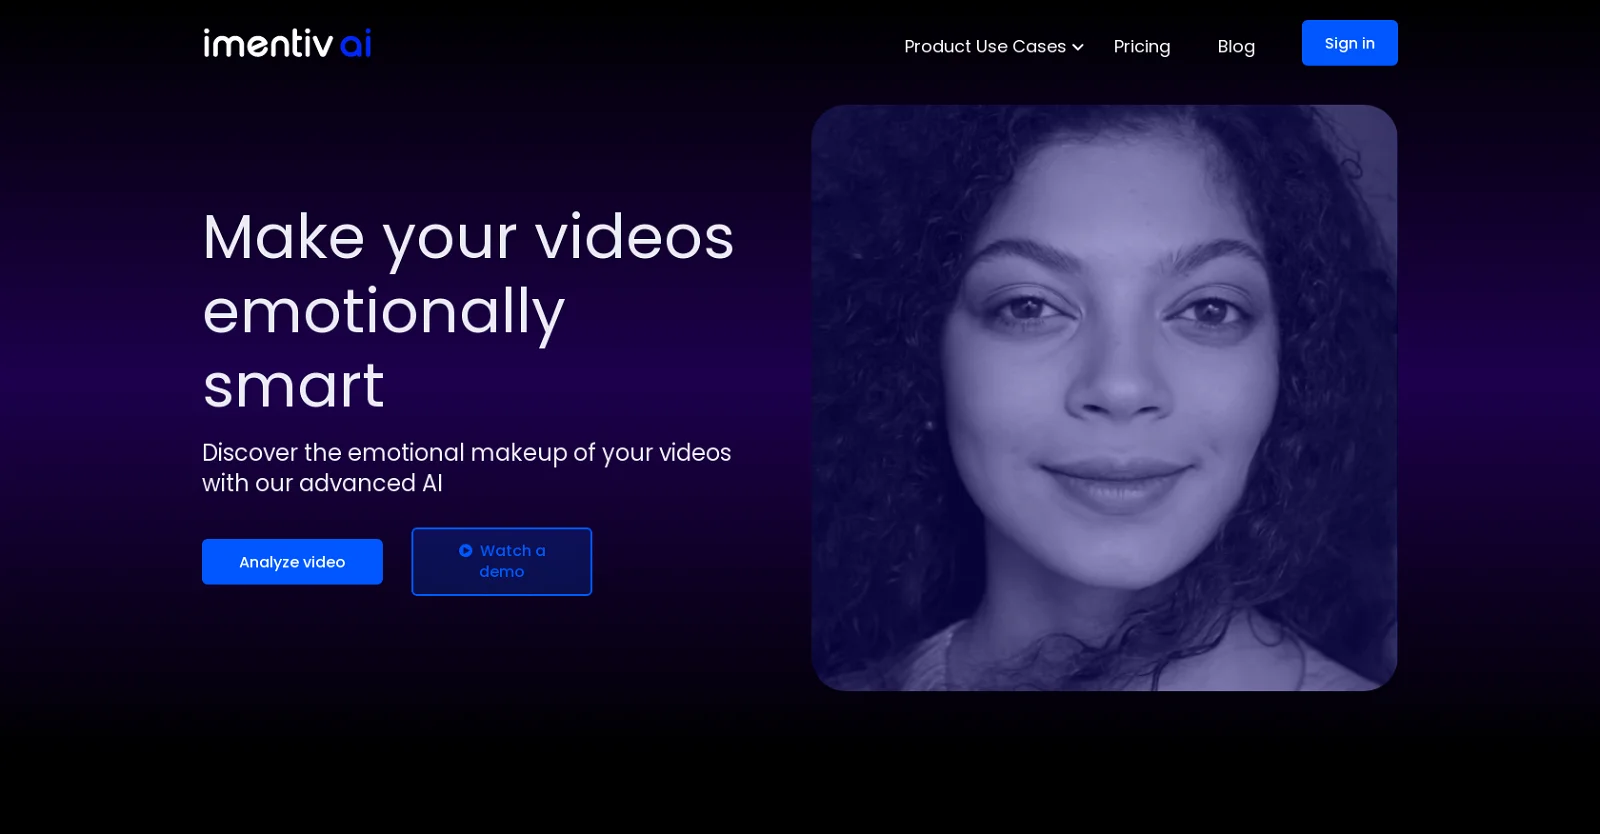 imentiv ai
Product Use Cases
Pricing
Blog
Sign in
Make your videos
emotionally
smart
Discover the emotional makeup of your videos
with our advanced AI
Analyze video
Watch a
demo